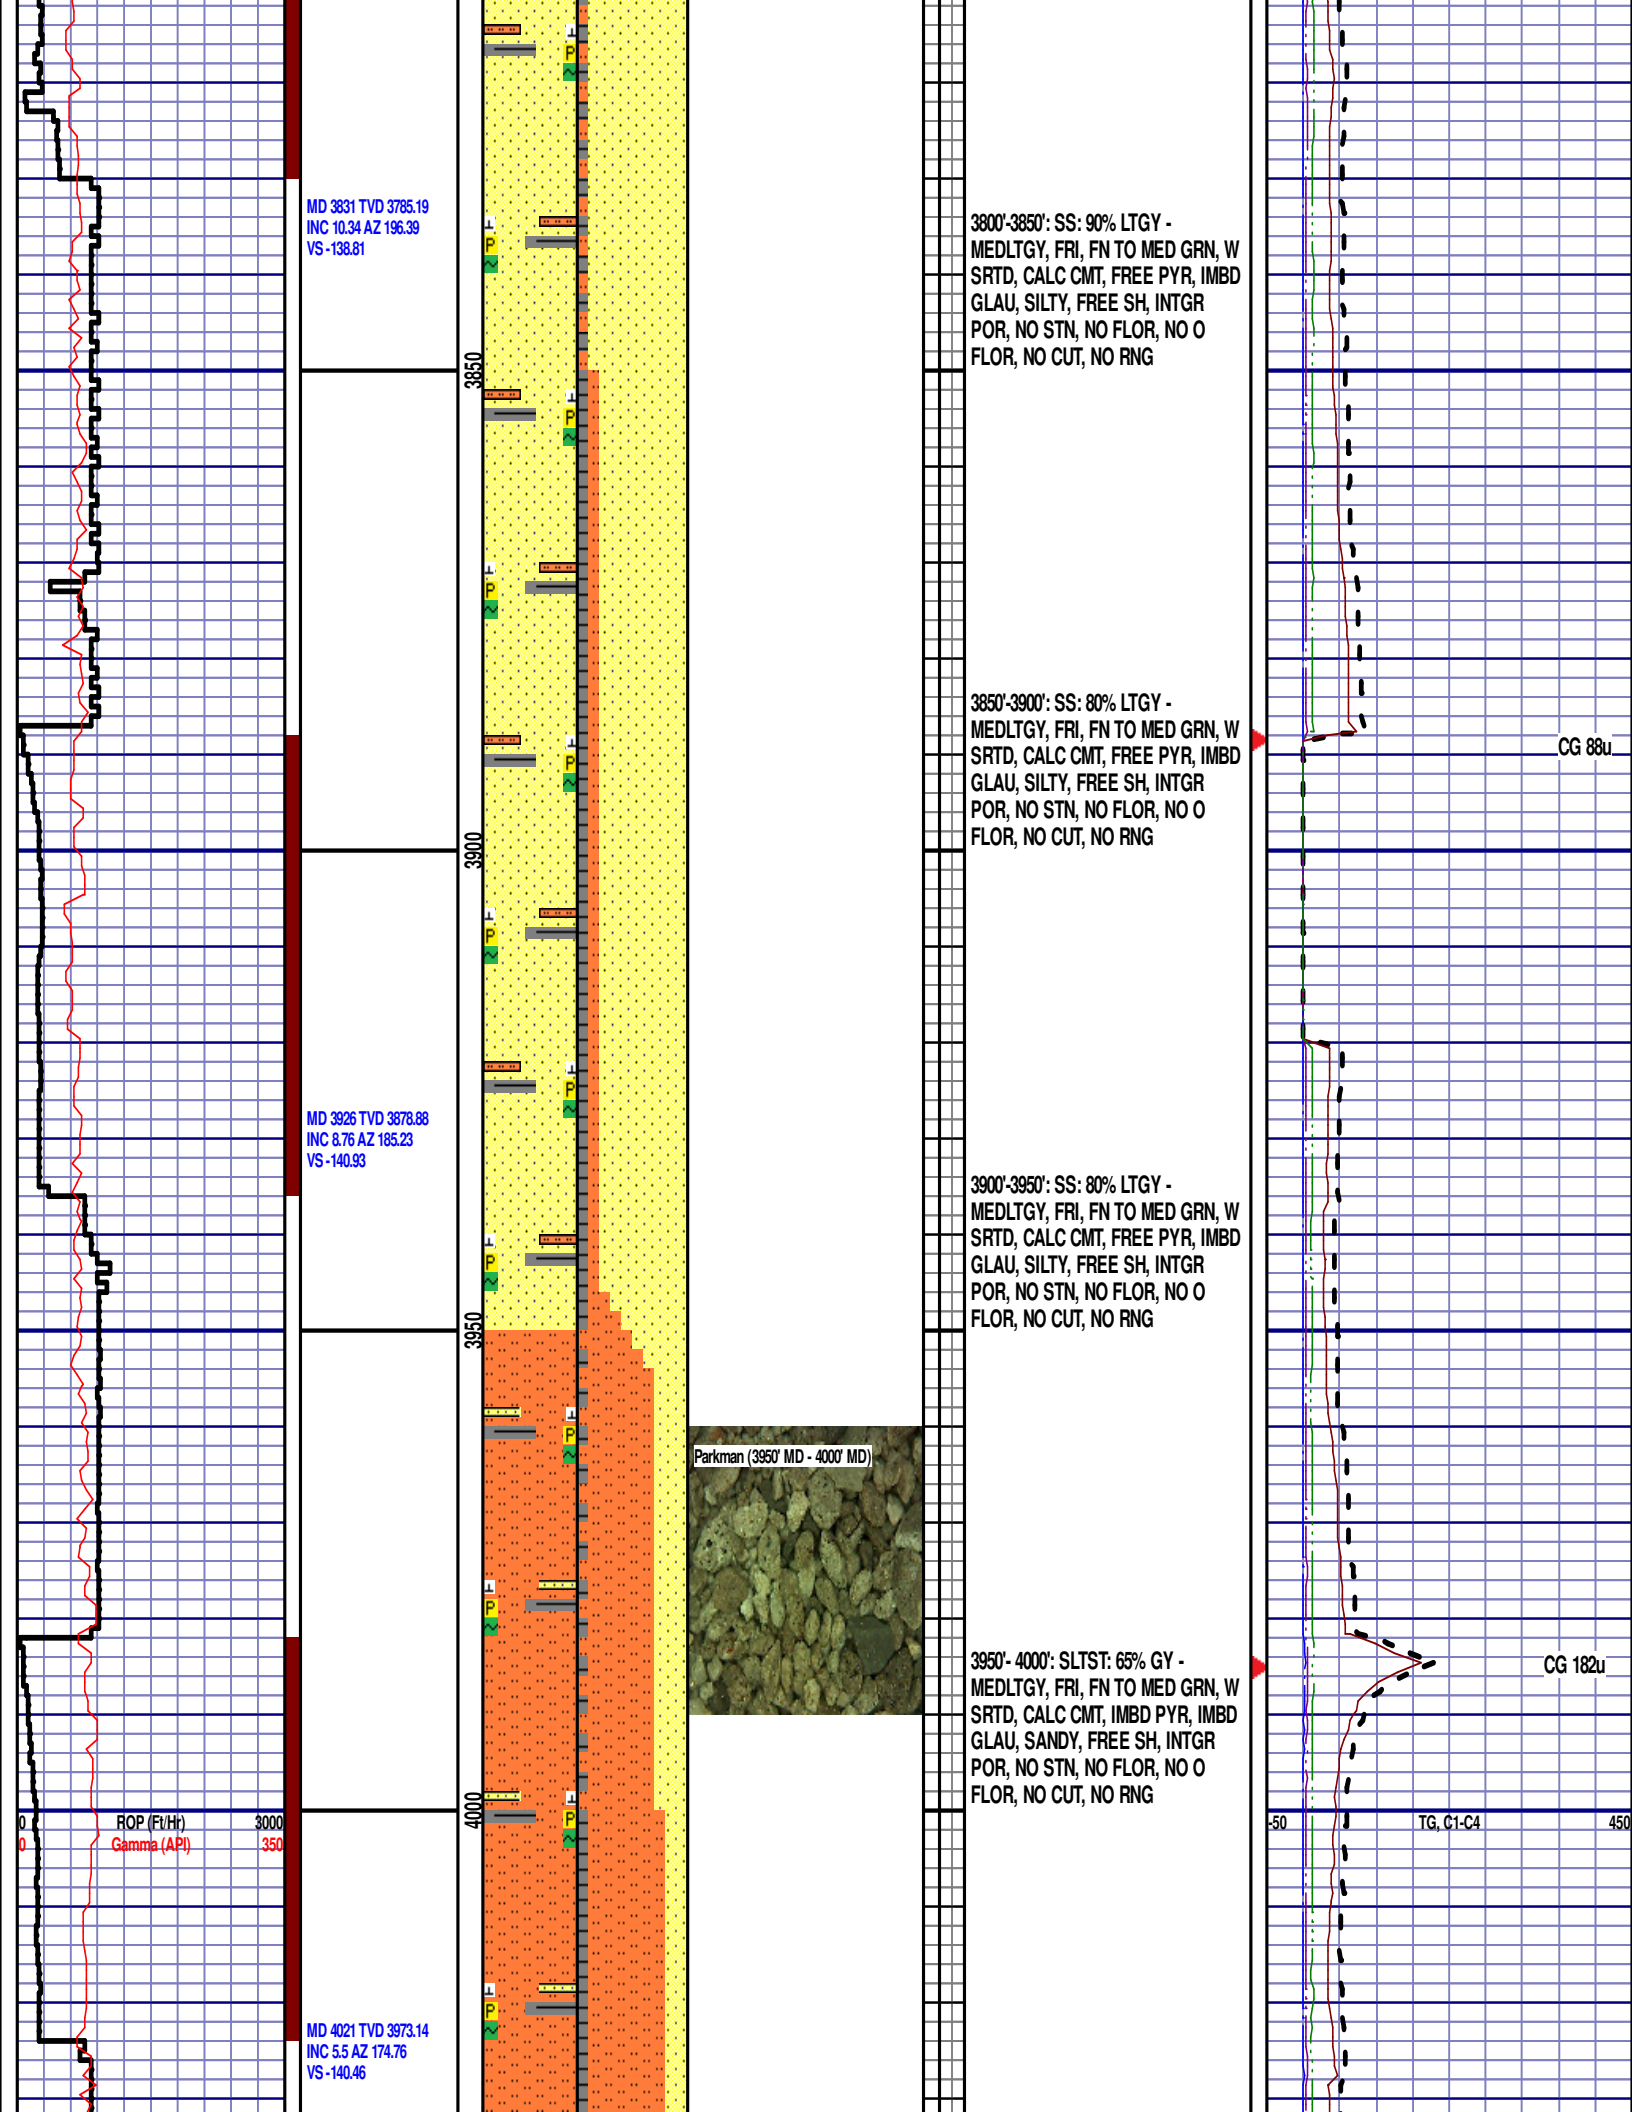 MD 3831 TVD 3785.19
INC 10.34 AZ 196.39
VS -138.81
3800'-3850': SS: 90% LTGY -
MEDLTGY, FRI, FN TO MED GRN, W
SRTD, CALC CMT, FREE PYR, IMBD
GLAU, SILTY, FREE SH, INTGR
POR, NO STN, NO FLOR, NO O
FLOR, NO CUT, NO RNG
3850
3850'-3900': SS: 80% LTGY -
MEDLTGY, FRI, FN TO MED GRN, W
SRTD, CALC CMT, FREE PYR, IMBD
GLAU, SILTY, FREE SH, INTGR
POR, NO STN, NO FLOR, NO O
FLOR, NO CUT, NO RNG
CG 88u
3900
MD 3926 TVD 3878.88
INC 8.76 AZ 185.23
VS -140.93
3900'-3950': SS: 80% LTGY -
MEDLTGY, FRI, FN TO MED GRN, W
SRTD, CALC CMT, FREE PYR, IMBD
GLAU, SILTY, FREE SH, INTGR
POR, NO STN, NO FLOR, NO O
FLOR, NO CUT, NO RNG
3950
Parkman (3950' MD - 4000' MD)
3950'- 4000': SLTST: 65% GY -
MEDLTGY, FRI, FN TO MED GRN, W
SRTD, CALC CMT, IMBD PYR, IMBD
GLAU, SANDY, FREE SH, INTGR
POR, NO STN, NO FLOR, NO O
FLOR, NO CUT, NO RNG
CG 182u
4000
0 ROP (Ft/Hr) 3000
0 Gamma (API) 350
-50 TG, C1-C4 450
MD 4021 TVD 3973.14
INC 5.5 AZ 174.76
VS -140.46
P
P
P
P
P
P
P
P
P
P
P
P